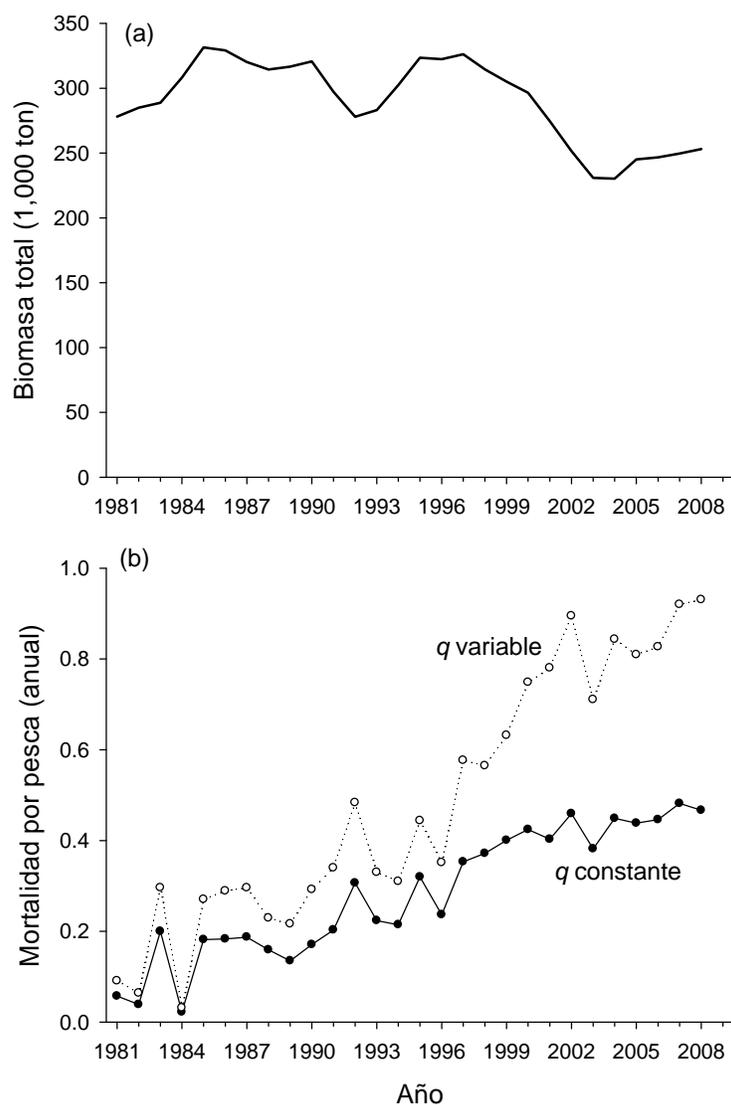 (a)
Biomasa total (1,000 ton)
350
300
250
200
150
100
50
0
1981 1984 1987 1990 1993 1996 1999 2002 2005 2008
(b)
Mortalidad por pesca (anual)
1.0
0.8
0.6
0.4
0.2
0.0
q variable
q constante
1981 1984 1987 1990 1993 1996 1999 2002 2005 2008
Año